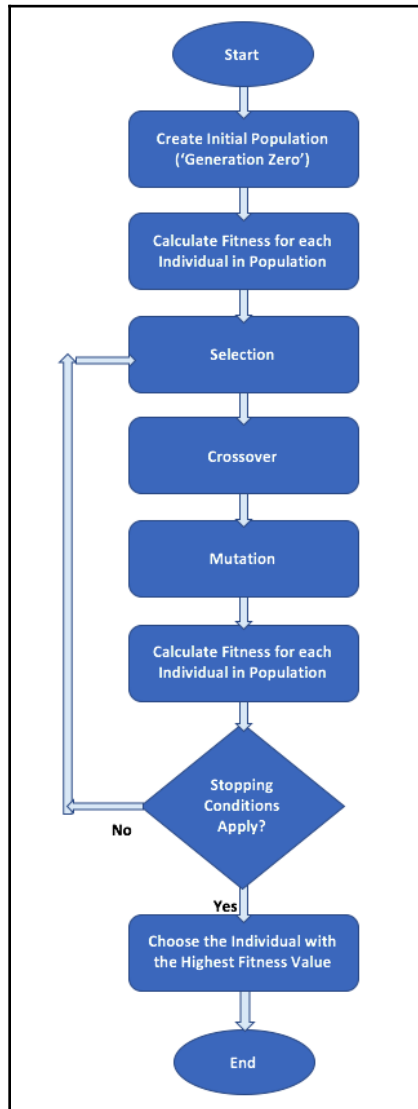 Start
Create Initial Population
(‘Generation Zero’)
Calculate Fitness for each
Individual in Population
Selection
Crossover
Mutation
Calculate Fitness for each
Individual in Population
Stopping
Conditions
Apply?
No
Yes
Choose the Individual with
the Highest Fitness Value
End